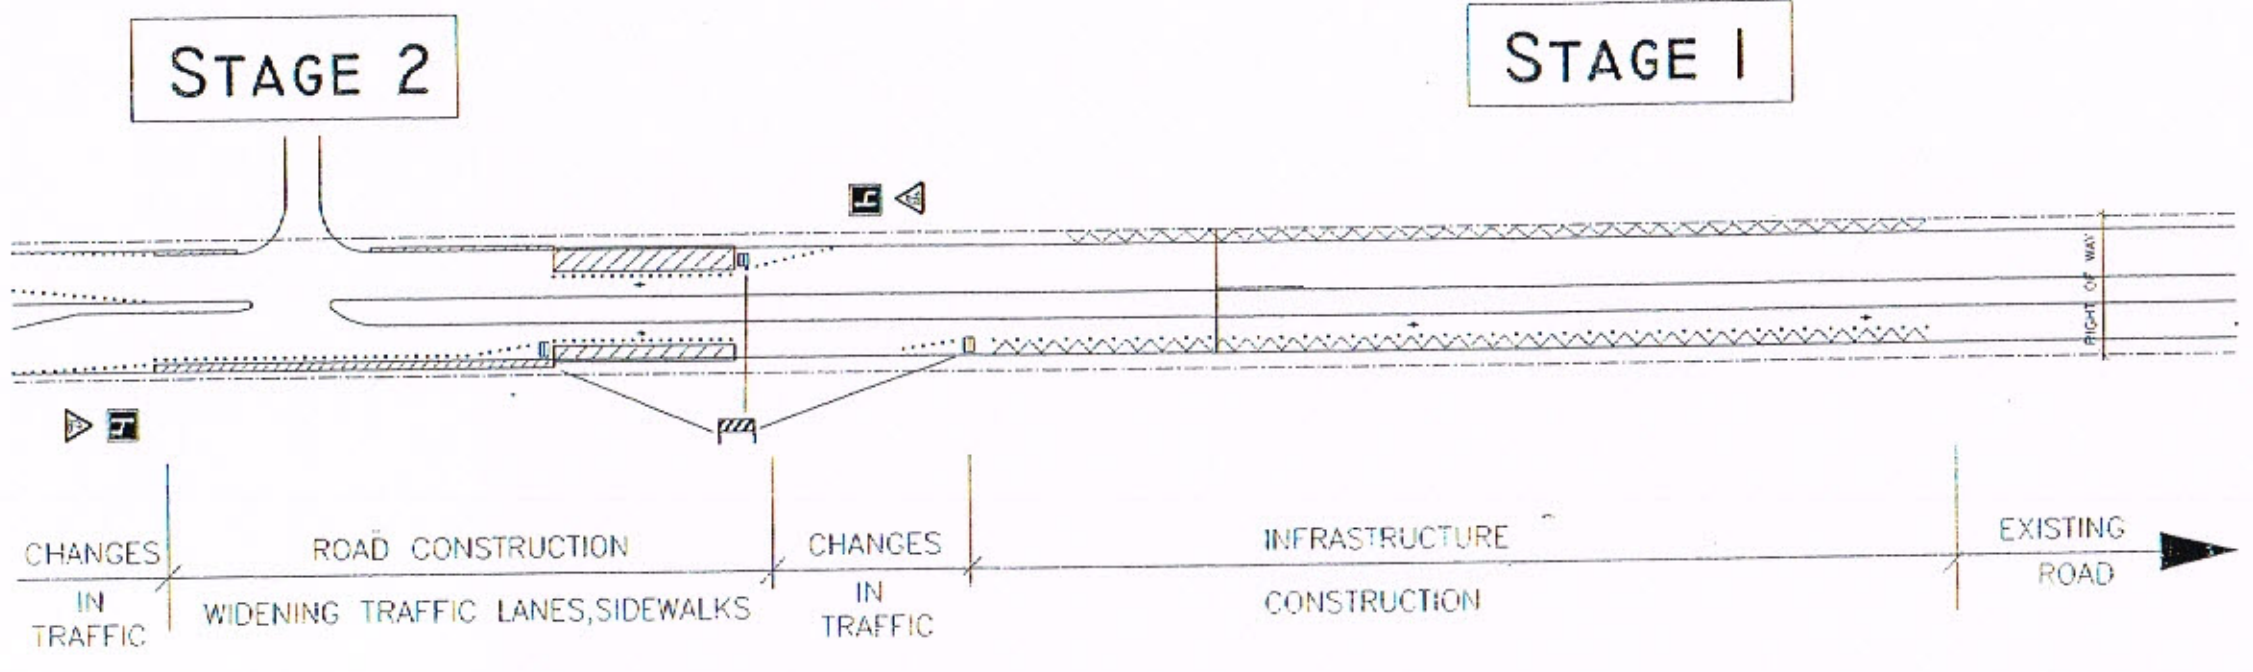 STAGE 2
STAGE 1
RIGHT OF WAY
CHANGES
IN
TRAFFIC
ROAD CONSTRUCTION
WIDENING TRAFFIC LANES,SIDEWALKS
CHANGES
IN
TRAFFIC
INFRASTRUCTURE
CONSTRUCTION
EXISTING
ROAD